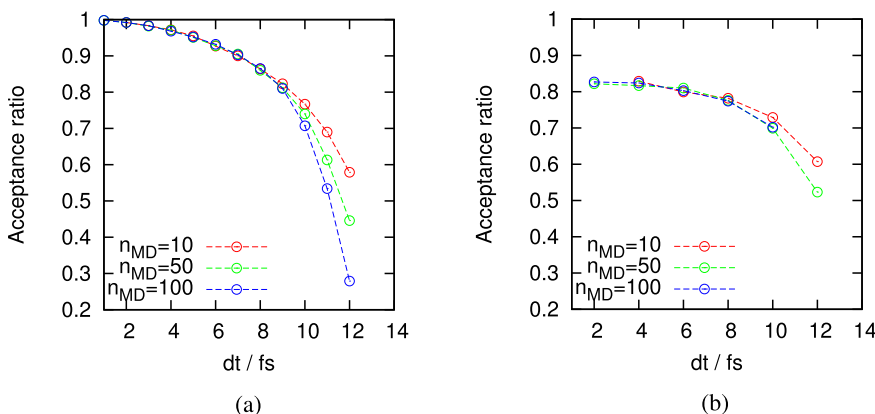 1
0.9
0.8
0.7
0.6
0.5
0.4
0.3
0.2
Acceptance ratio
n_MD=10
n_MD=50
n_MD=100
2 4 6 8 10 12 14
dt / fs
(a)
1
0.9
0.8
0.7
0.6
0.5
0.4
0.3
0.2
Acceptance ratio
n_MD=10
n_MD=50
n_MD=100
2 4 6 8 10 12 14
dt / fs
(b)